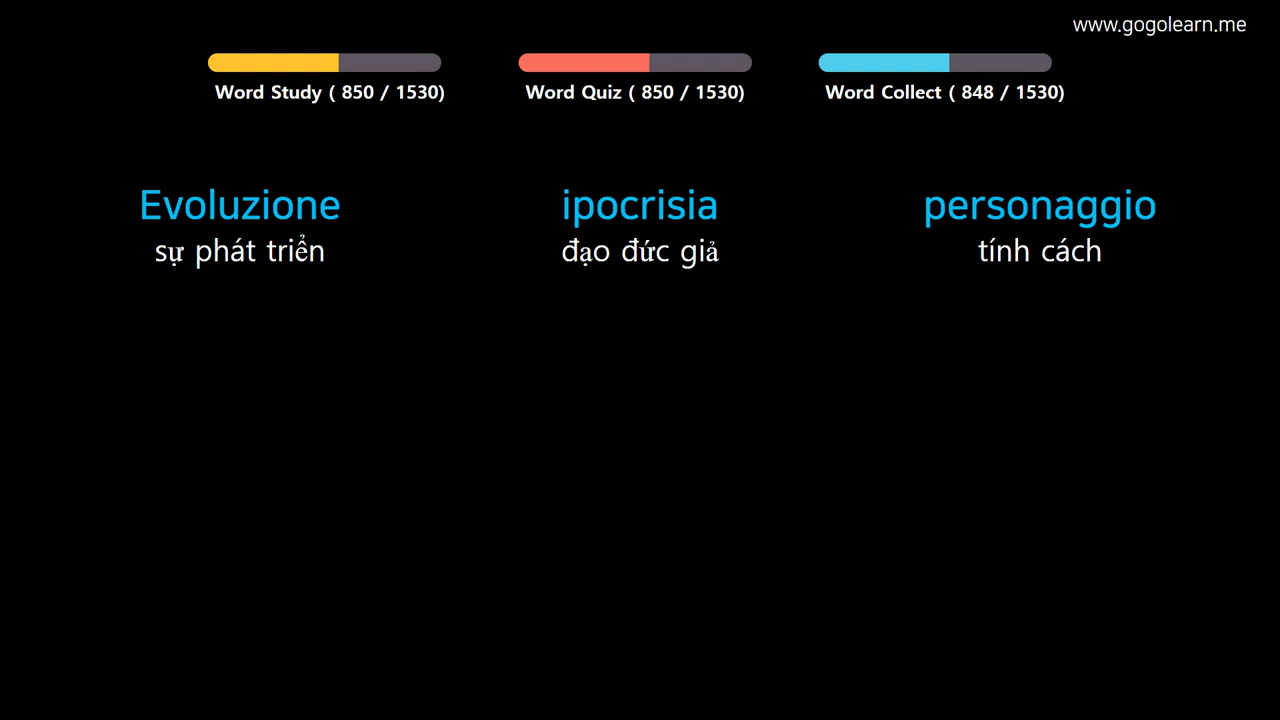 www.gogolearn.me
Word Study ( 850 / 1530)
Word Quiz ( 850 / 1530)
Word Collect ( 848 / 1530)
Evoluzione
sự phát triển
ipocrisia
đạo đức giả
personaggio
tính cách